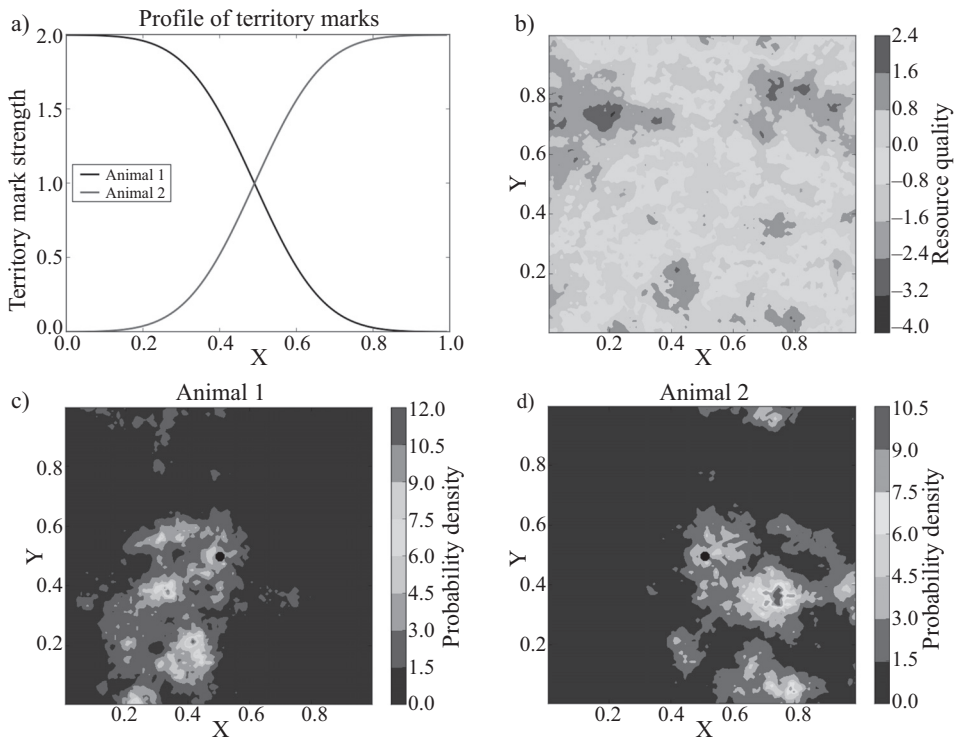 a)
Profile of territory marks
2.0
1.5
1.0
0.5
0.0
Territory mark strength
Animal 1
Animal 2
0.0 0.2 0.4 0.6 0.8 1.0
X
b)
0.8
0.6
0.4
0.2
Y
0.2 0.4 0.6 0.8
X
2.4
1.6
0.8
0.0
–0.8
–1.6
–2.4
–3.2
–4.0
Resource quality
c)
Animal 1
0.8
0.6
0.4
0.2
Y
0.2 0.4 0.6 0.8
X
12.0
10.5
9.0
7.5
6.0
4.5
3.0
1.5
0.0
Probability density
d)
Animal 2
0.8
0.6
0.4
0.2
Y
0.2 0.4 0.6 0.8
X
10.5
9.0
7.5
6.0
4.5
3.0
1.5
0.0
Probability density